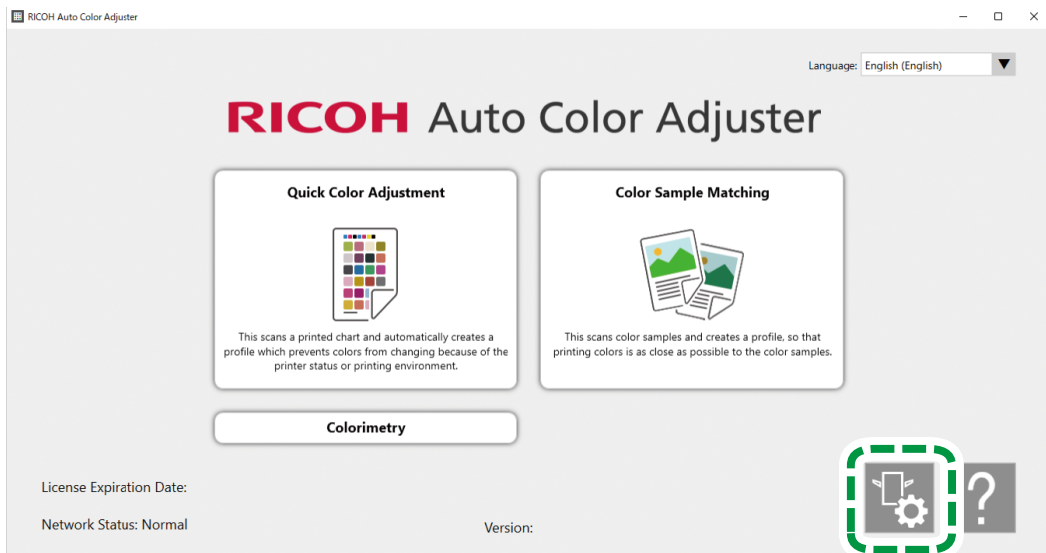 RICOH Auto Color Adjuster
Language: English (English)
RICOH Auto Color Adjuster
Quick Color Adjustment
This scans a printed chart and automatically creates a
profile which prevents colors from changing because of the
printer status or printing environment.
Color Sample Matching
This scans color samples and creates a profile, so that
printing colors is as close as possible to the color samples.
Colorimetry
License Expiration Date:
Network Status: Normal
Version:
?